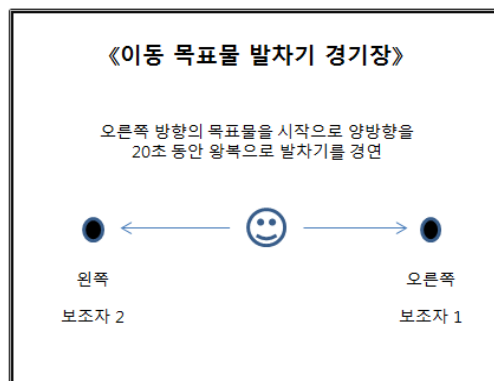 《이동 목표물 발차기 경기장》
오른쪽 방향의 목표물을 시작으로 양방향을
20초 동안 왕복으로 발차기를 경연
왼쪽
오른쪽
보조자 2
보조자 1